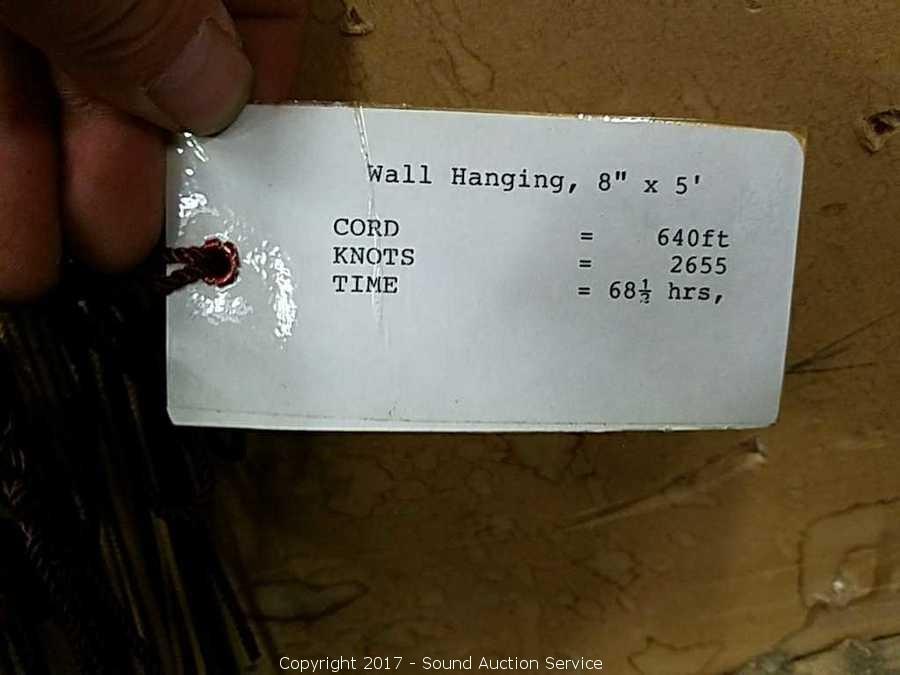 Wall Hanging, 8" x 5'
CORD = 640ft
KNOTS = 2655
TIME = 68½ hrs,
Copyright 2017 - Sound Auction Service